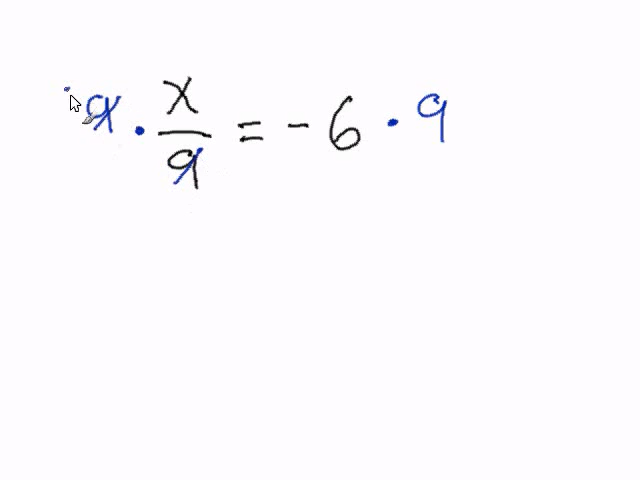 9 · x/9 = - 6 · 9